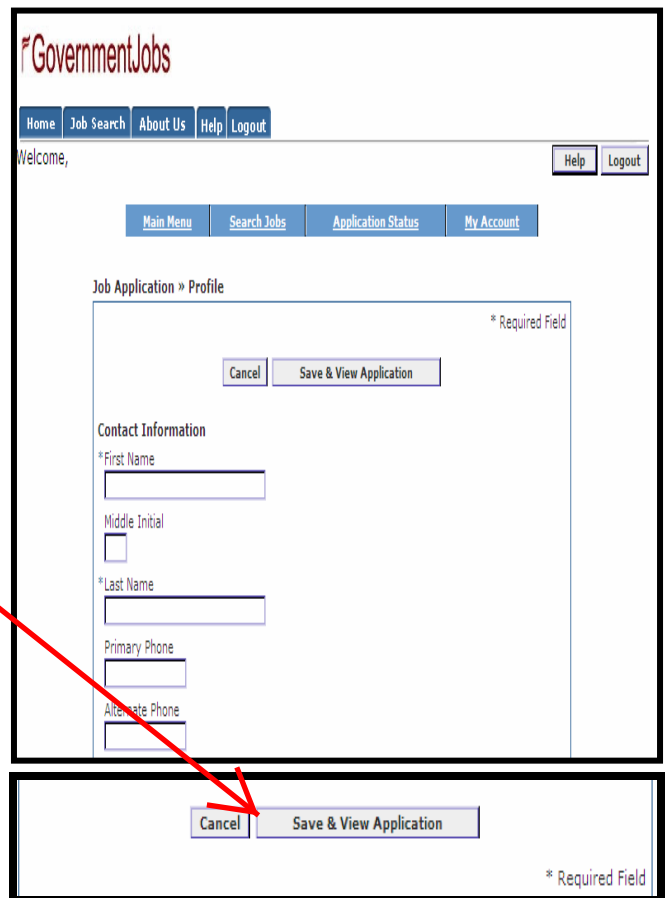 GovernmentJobs
Home Job Search About Us Help Logout
Welcome,
Help Logout
Main Menu Search Jobs Application Status My Account
Job Application » Profile
* Required Field
Cancel Save & View Application
Contact Information
*First Name
Middle Initial
*Last Name
Primary Phone
Alternate Phone
Cancel Save & View Application
* Required Field